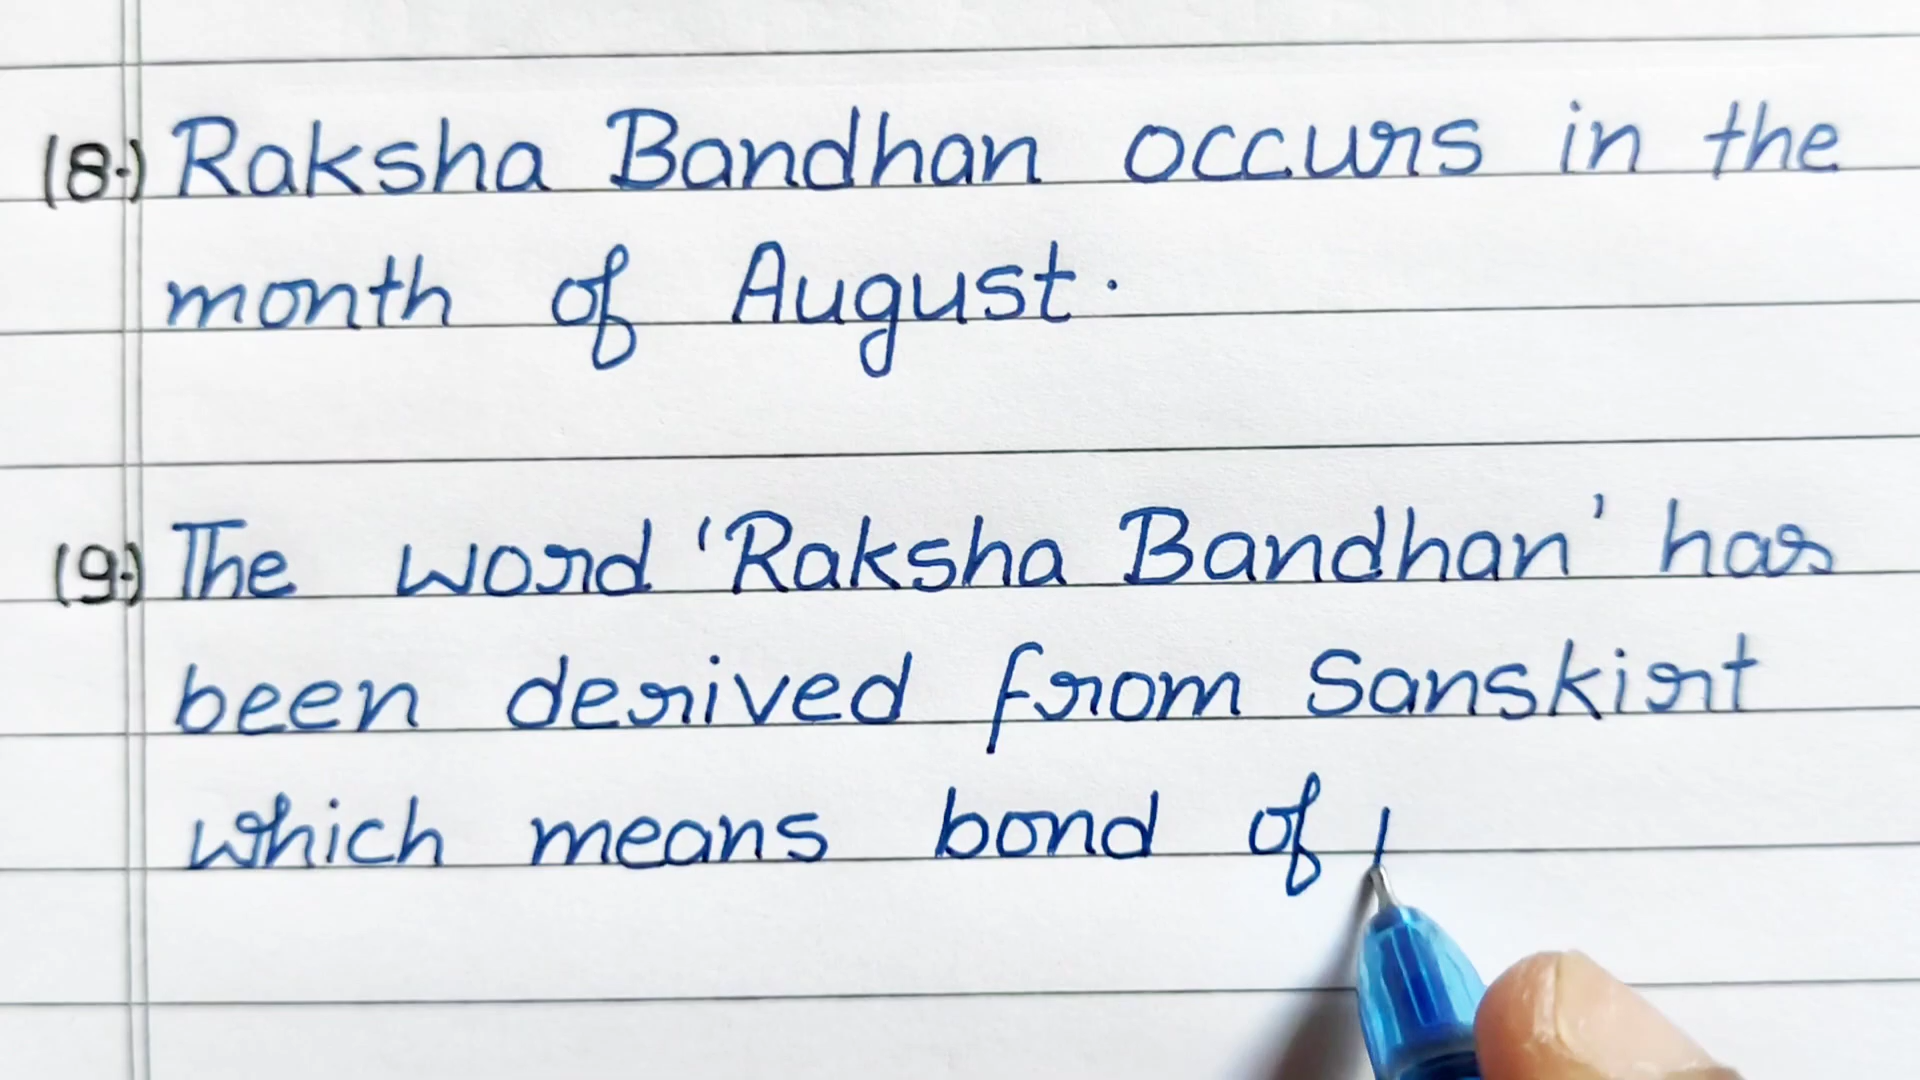 (8.) Raksha Bandhan occurs in the
month of August.
(9.) The word 'Raksha Bandhan' has
been derived from Sanskirt
which means bond of